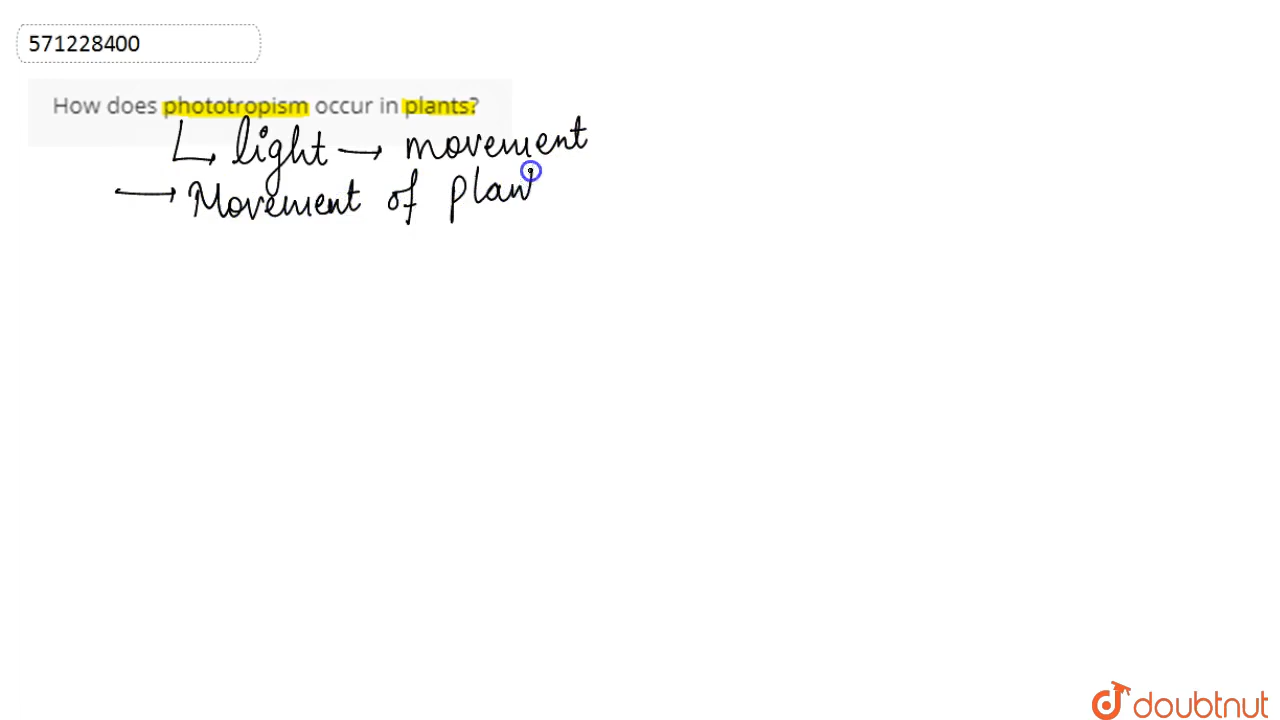 571228400
How does phototropism occur in plants?
light → movement
→ Movement of plan
doubtnut